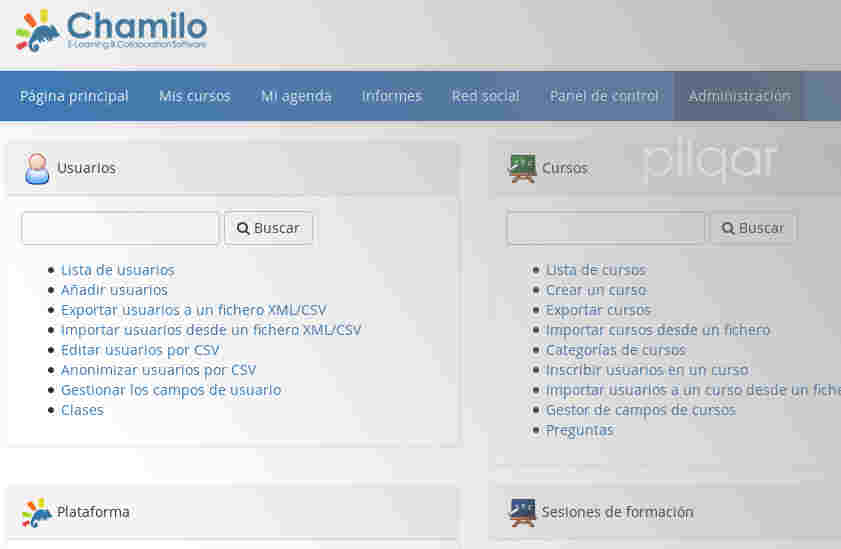 Chamilo
E-Learning & Collaboration Software
Página principal Mis cursos Mi agenda Informes Red social Panel de control Administración
pilqar
Usuarios
Buscar
Lista de usuarios
Añadir usuarios
Exportar usuarios a un fichero XML/CSV
Importar usuarios desde un fichero XML/CSV
Editar usuarios por CSV
Anonimizar usuarios por CSV
Gestionar los campos de usuario
Clases
Cursos
Buscar
Lista de cursos
Crear un curso
Exportar cursos
Importar cursos desde un fichero
Categorías de cursos
Inscribir usuarios en un curso
Importar usuarios a un curso desde un fiche
Gestor de campos de cursos
Preguntas
Plataforma
Sesiones de formación